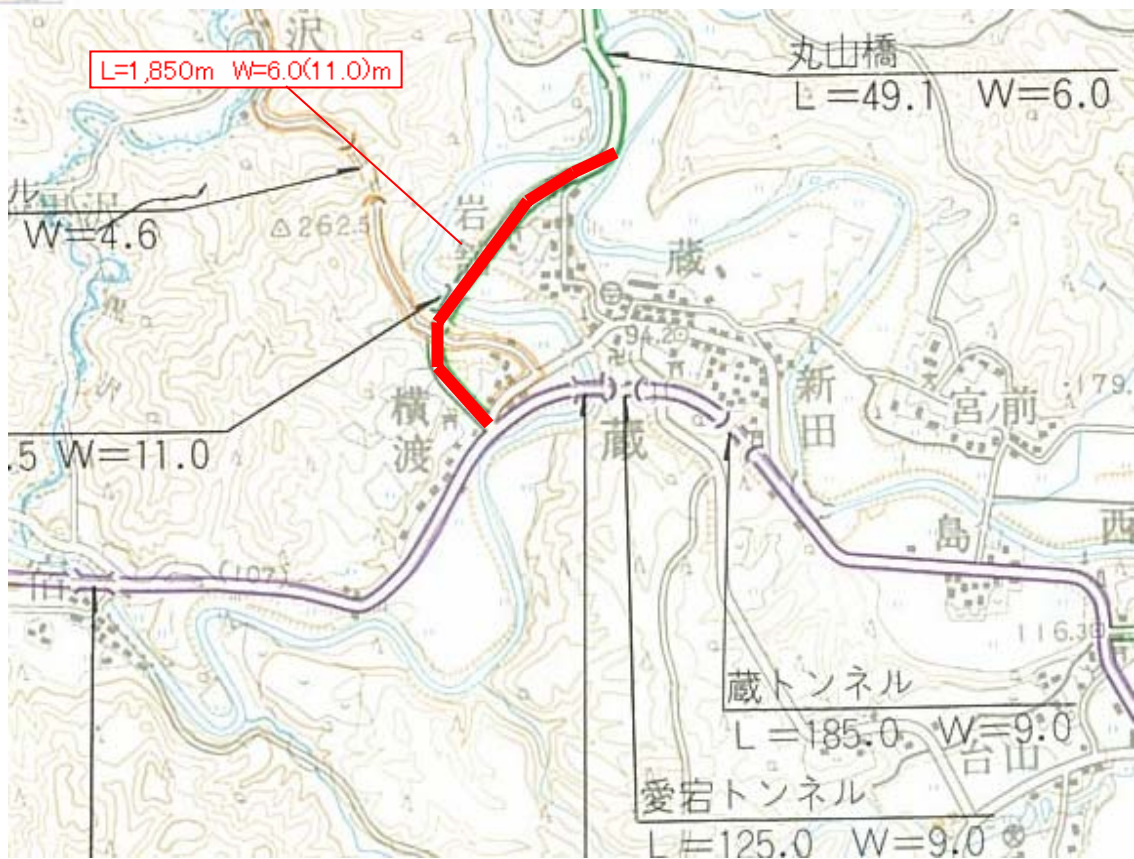 沢
L=1,850m W=6.0(11.0)m
丸山橋
L=49.1 W=6.0
ル
W=4.6
△262.5
岩
蔵
94.2
新田
宮ノ前
179.
横渡
蔵
.5 W=11.0
島
西
(107)
116.3
蔵トンネル
L=185.0 W=9.0
台山
愛宕トンネル
L=125.0 W=9.0